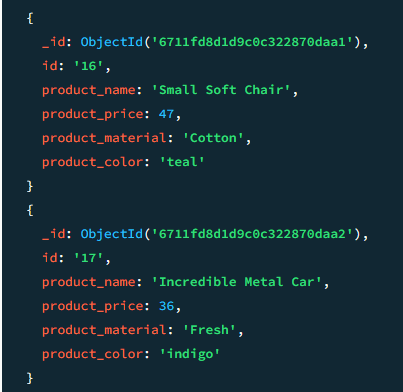 {
_id: ObjectId('6711fd8d1d9c0c322870daa1'),
id: '16',
product_name: 'Small Soft Chair',
product_price: 47,
product_material: 'Cotton',
product_color: 'teal'
}
{
_id: ObjectId('6711fd8d1d9c0c322870daa2'),
id: '17',
product_name: 'Incredible Metal Car',
product_price: 36,
product_material: 'Fresh',
product_color: 'indigo'
}